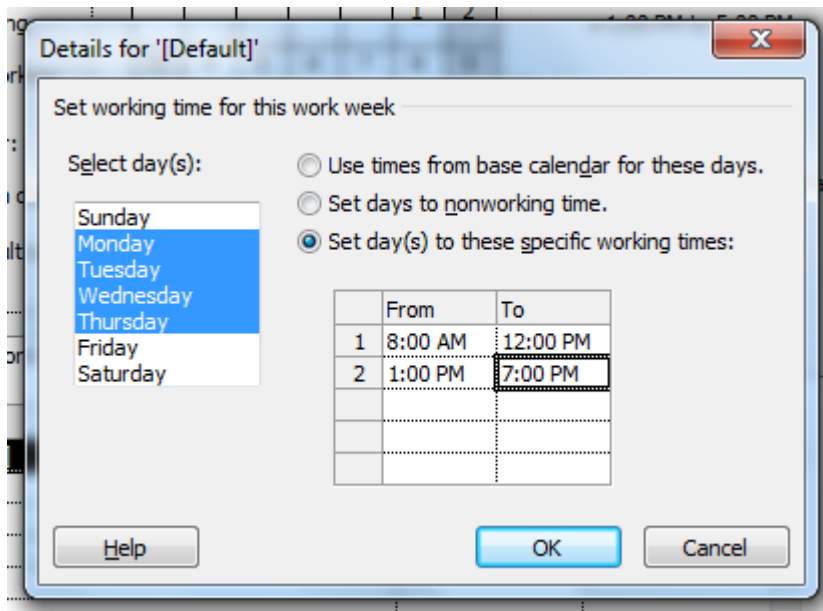 1 2
Details for '[Default]'
Set working time for this work week
Select day(s):
Sunday
Monday
Tuesday
Wednesday
Thursday
Friday
Saturday
Use times from base calendar for these days.
Set days to nonworking time.
Set day(s) to these specific working times:
From To
1 8:00 AM 12:00 PM
2 1:00 PM 7:00 PM
Help OK Cancel